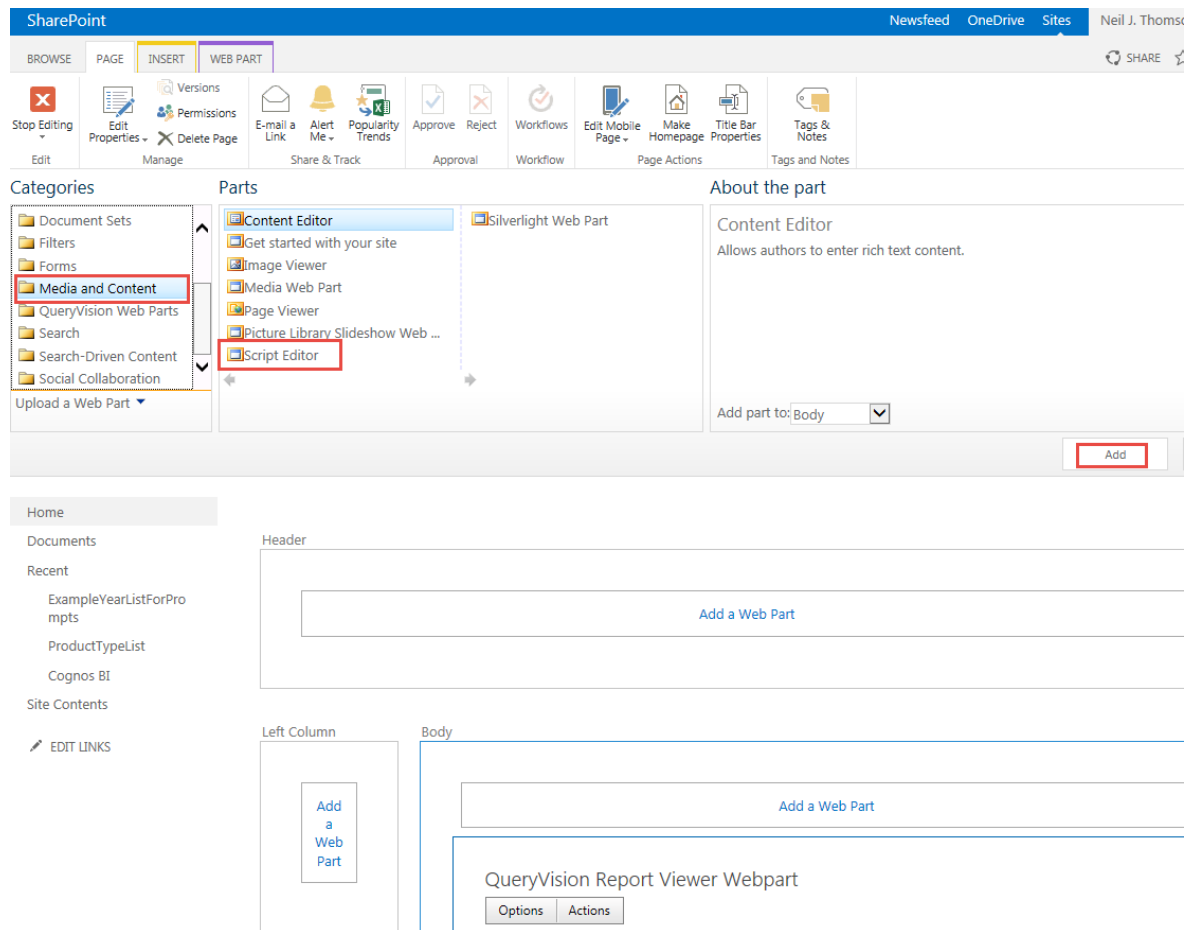 SharePoint
Newsfeed OneDrive Sites Neil J. Thomso
BROWSE PAGE INSERT WEB PART
SHARE
Stop Editing
Edit Properties
Versions
Permissions
Delete Page
E-mail a Link
Alert Me
Popularity Trends
Approve
Reject
Workflows
Edit Mobile Page
Make Homepage
Title Bar Properties
Tags & Notes
Edit
Manage
Share & Track
Approval
Workflow
Page Actions
Tags and Notes
Categories
Document Sets
Filters
Forms
Media and Content
QueryVision Web Parts
Search
Search-Driven Content
Social Collaboration
Upload a Web Part
Parts
Content Editor
Get started with your site
Image Viewer
Media Web Part
Page Viewer
Picture Library Slideshow Web ...
Script Editor
Silverlight Web Part
About the part
Content Editor
Allows authors to enter rich text content.
Add part to: Body
Add
Home
Documents
Recent
ExampleYearListForPro
mpts
ProductTypeList
Cognos BI
Site Contents
EDIT LINKS
Header
Add a Web Part
Left Column
Add
a
Web
Part
Body
Add a Web Part
QueryVision Report Viewer Webpart
Options Actions